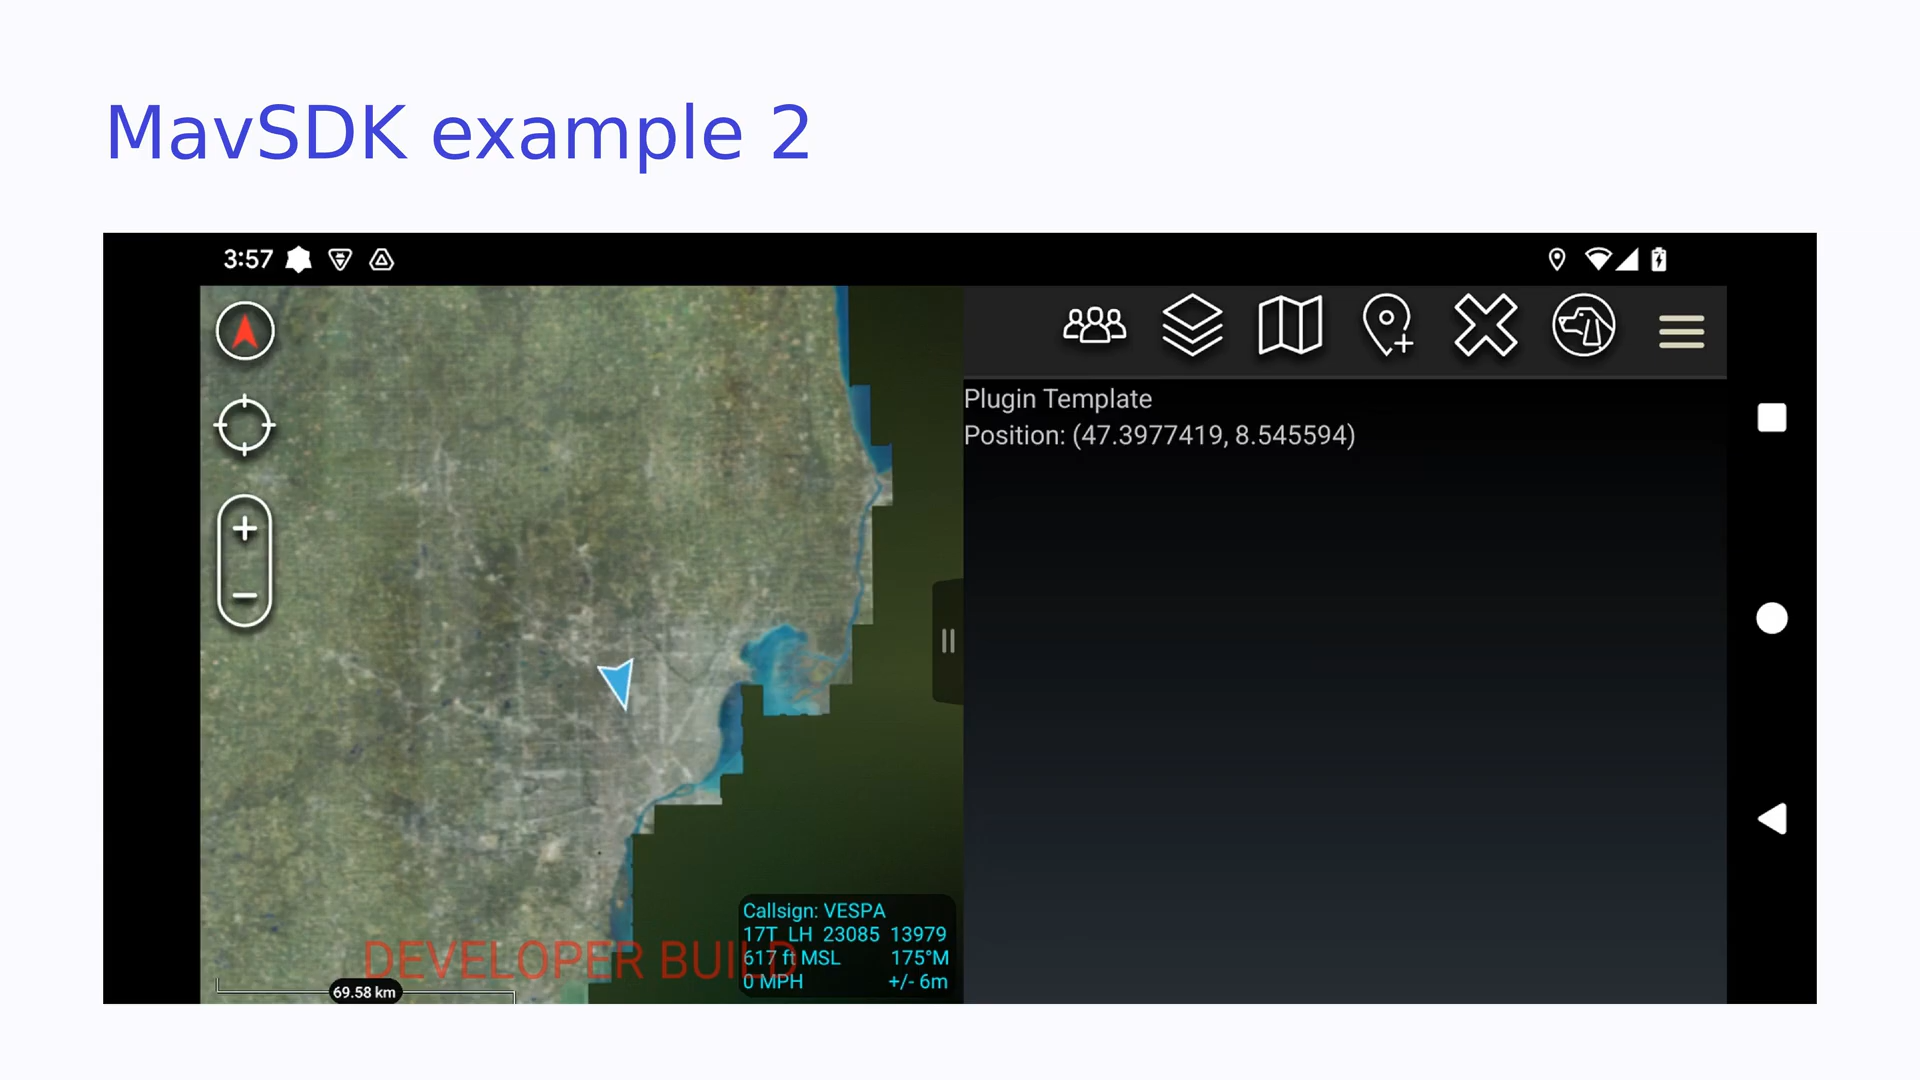 MavSDK example 2
3:57
Plugin Template
Position: (47.3977419, 8.545594)
Callsign: VESPA
17T LH 23085 13979
617 ft MSL 175°M
0 MPH +/- 6m
DEVELOPER BUILD
69.58 km